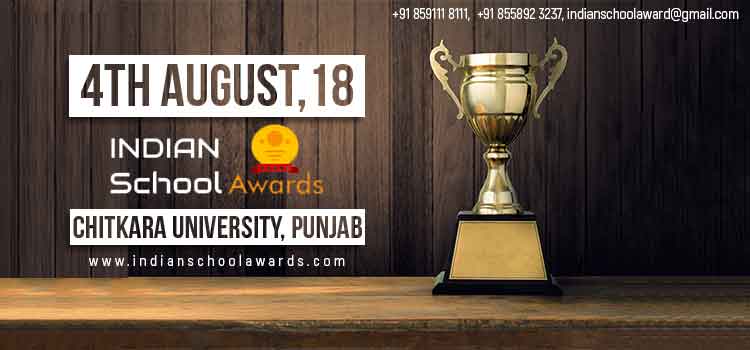 +91 859111 8111, +91 855892 3237, indianschoolaward@gmail.com
4TH AUGUST,18
INDIAN
School Awards
CHITKARA UNIVERSITY, PUNJAB
www.indianschoolawards.com